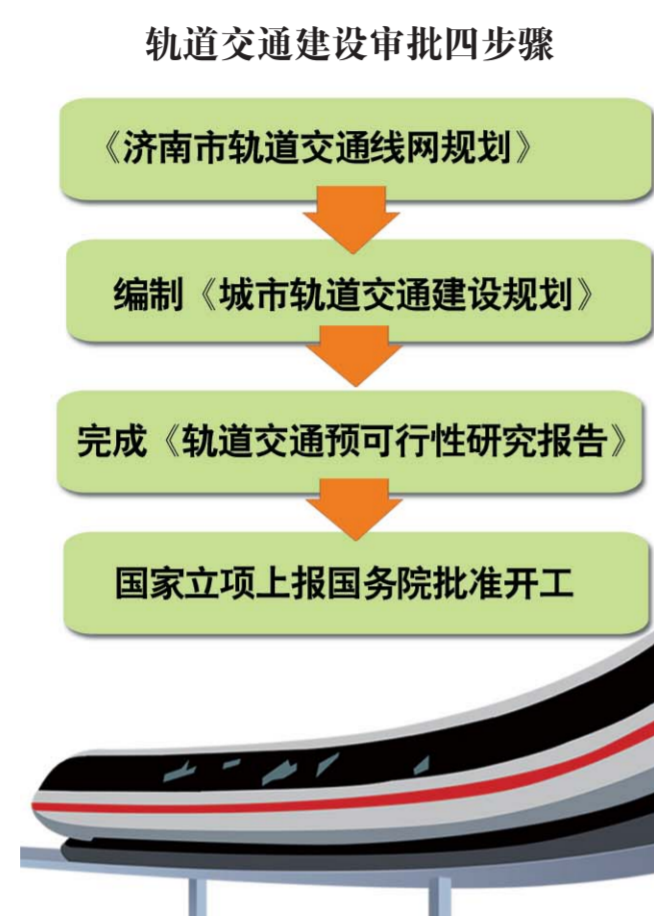 轨道交通建设审批四步骤
《济南市轨道交通线网规划》
编制《城市轨道交通建设规划》
完成《轨道交通预可行性研究报告》
国家立项上报国务院批准开工